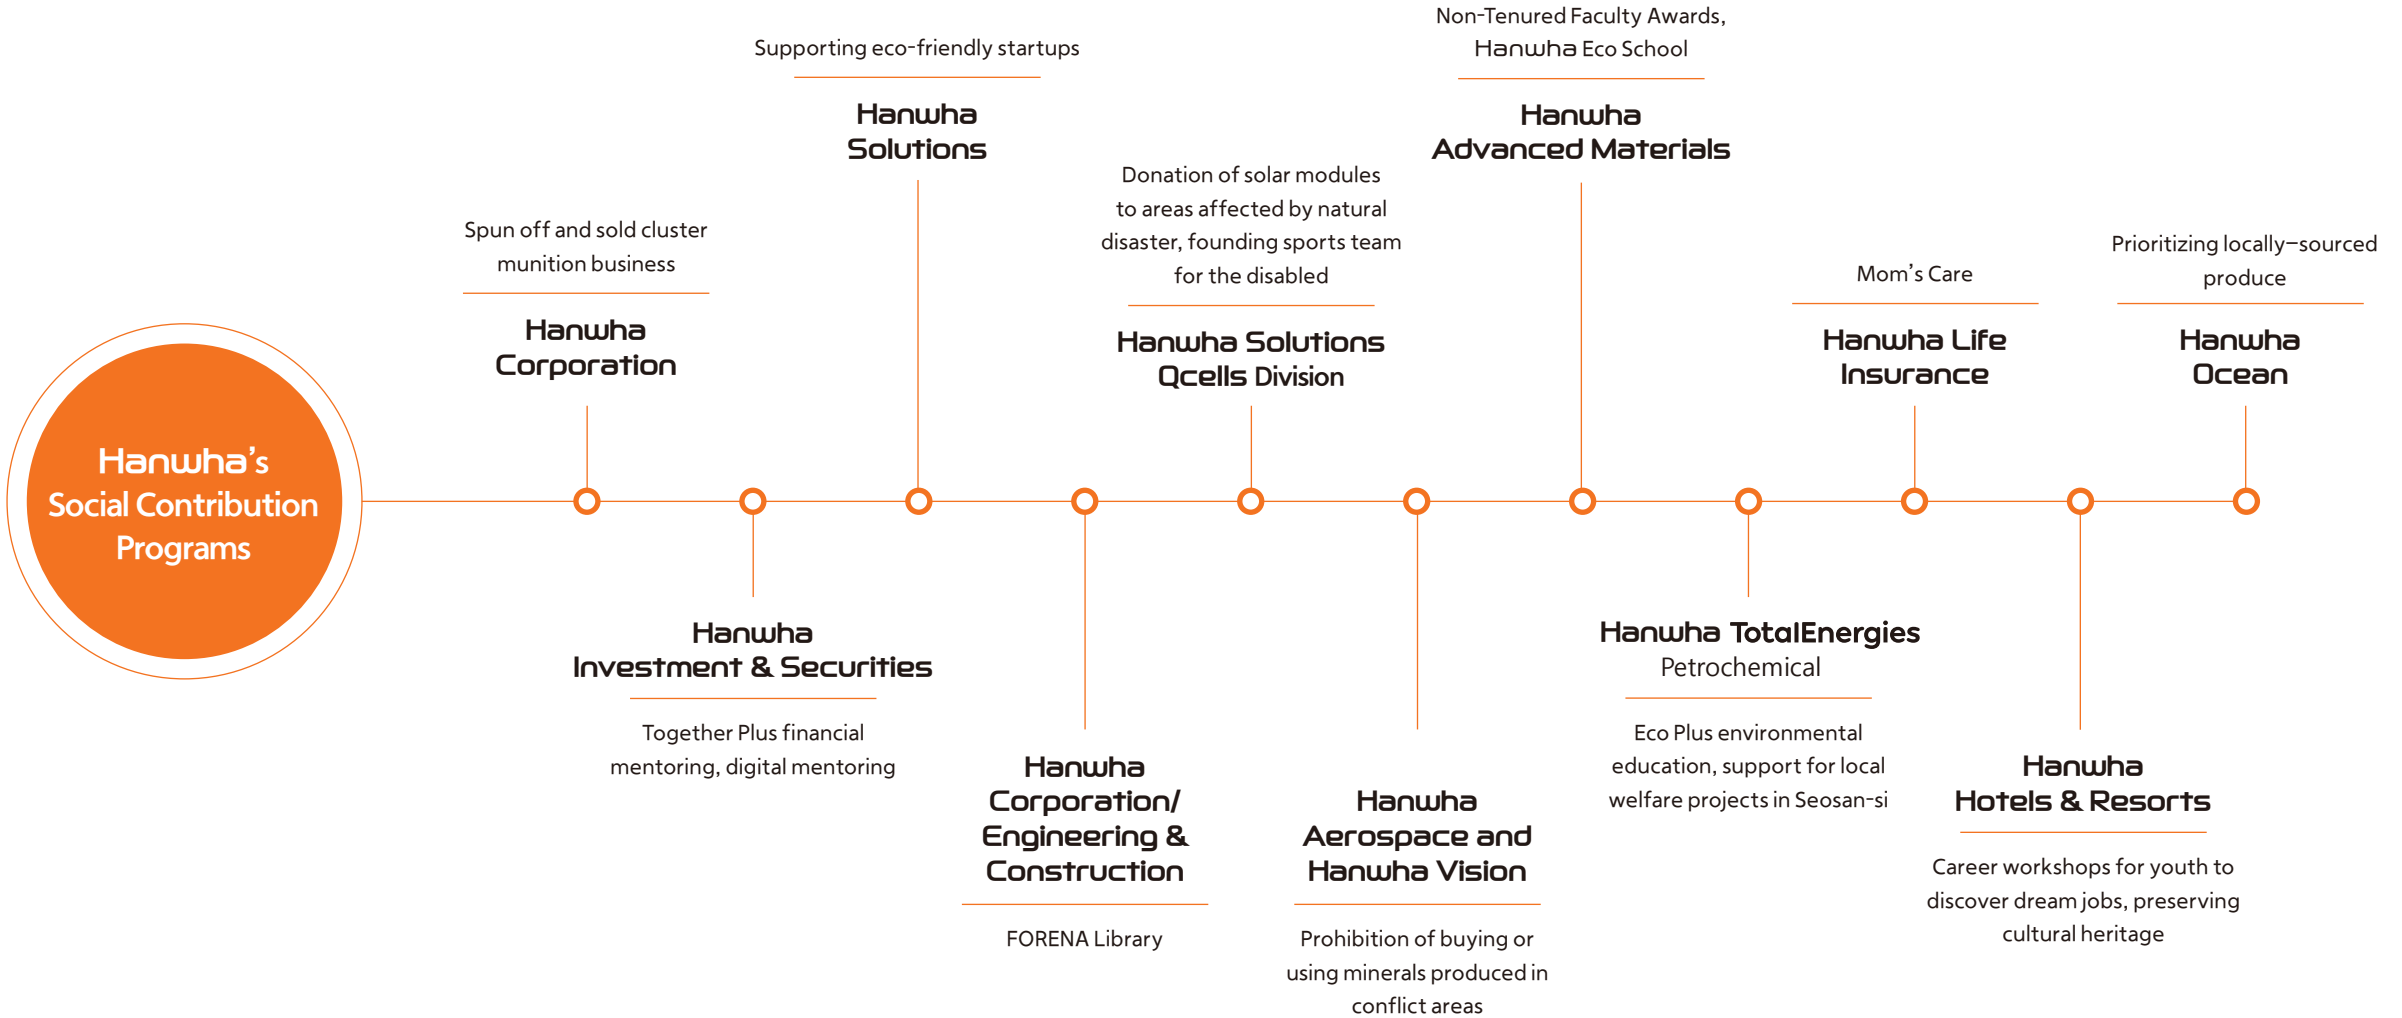 Hanwha's
Social Contribution
Programs
Spun off and sold cluster
munition business
Hanwha
Corporation
Hanwha
Investment & Securities
Together Plus financial
mentoring, digital mentoring
Supporting eco-friendly startups
Hanwha
Solutions
Hanwha
Corporation/
Engineering &
Construction
FORENA Library
Donation of solar modules
to areas affected by natural
disaster, founding sports team
for the disabled
Hanwha Solutions
Qcells Division
Hanwha
Aerospace and
Hanwha Vision
Prohibition of buying or
using minerals produced in
conflict areas
Non-Tenured Faculty Awards,
Hanwha Eco School
Hanwha
Advanced Materials
Hanwha TotalEnergies
Petrochemical
Eco Plus environmental
education, support for local
welfare projects in Seosan-si
Mom’s Care
Hanwha Life
Insurance
Hanwha
Hotels & Resorts
Career workshops for youth to
discover dream jobs, preserving
cultural heritage
Prioritizing locally–sourced
produce
Hanwha
Ocean